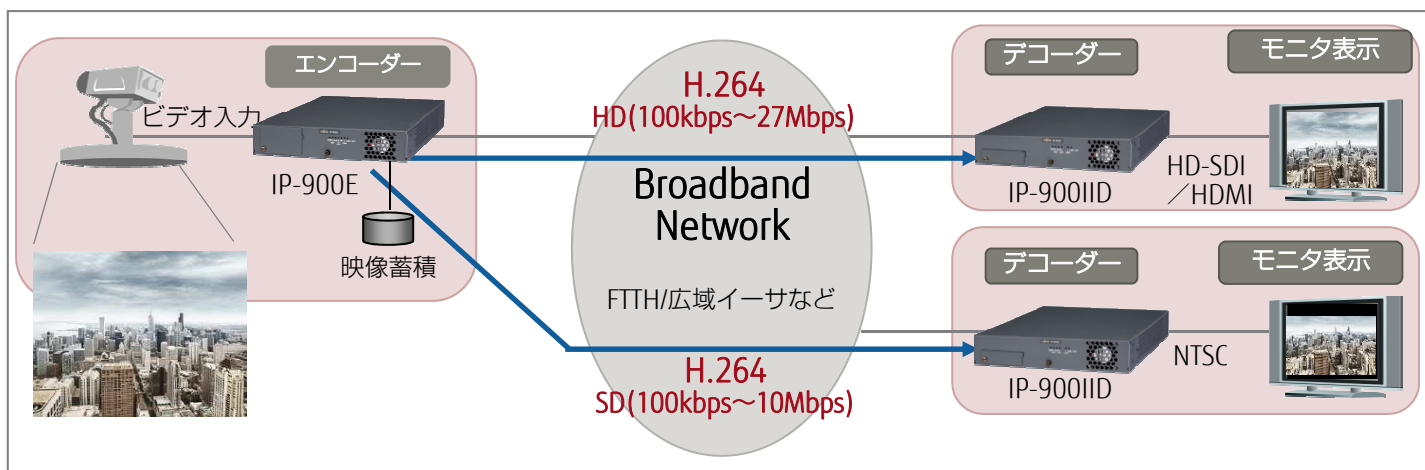 エンコーダー
ビデオ入力
IP-900E
映像蓄積
H.264
HD(100kbps～27Mbps)
Broadband
Network
FTTH/広域イーサなど
H.264
SD(100kbps～10Mbps)
デコーダー
モニタ表示
IP-900IID
HD-SDI
／HDMI
デコーダー
モニタ表示
IP-900IID
NTSC